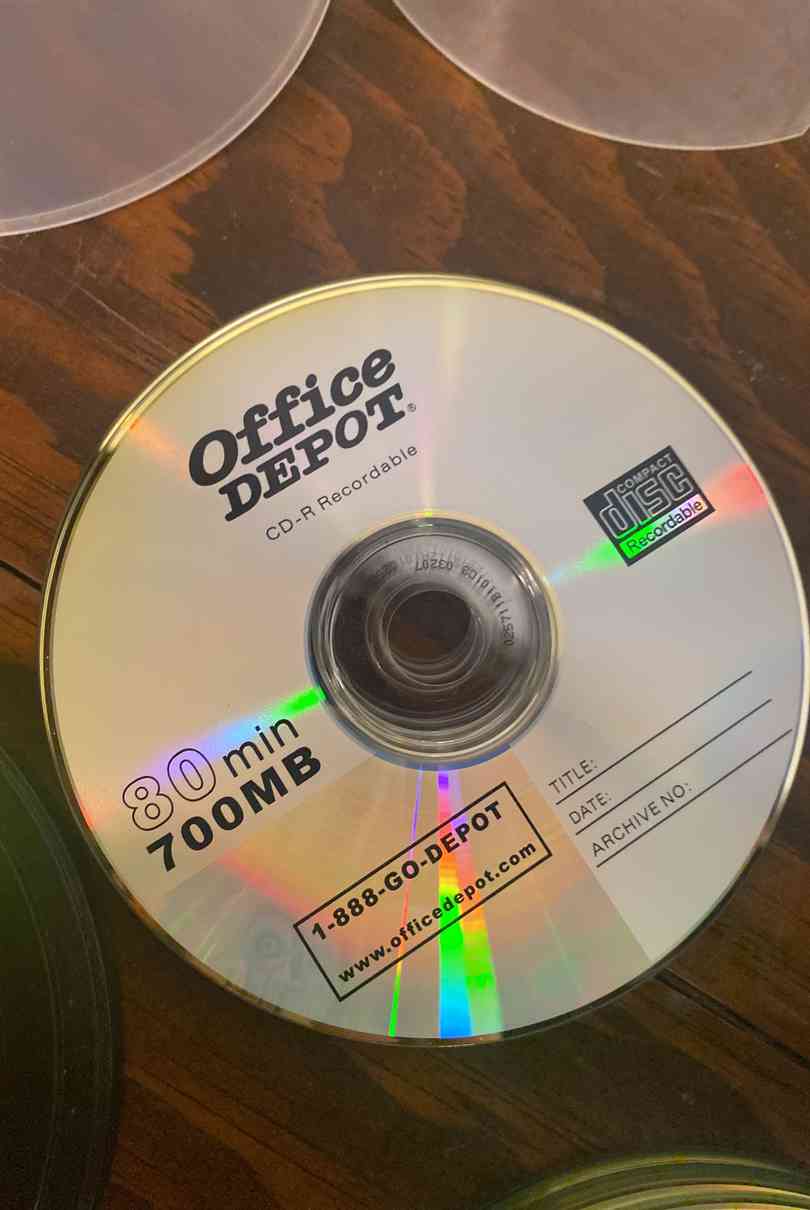 Office
DEPOT®
CD-R Recordable
COMPACT
disc
Recordable
80 min
700MB
TITLE:
DATE:
ARCHIVE NO:
1-888-GO-DEPOT
www.officedepot.com